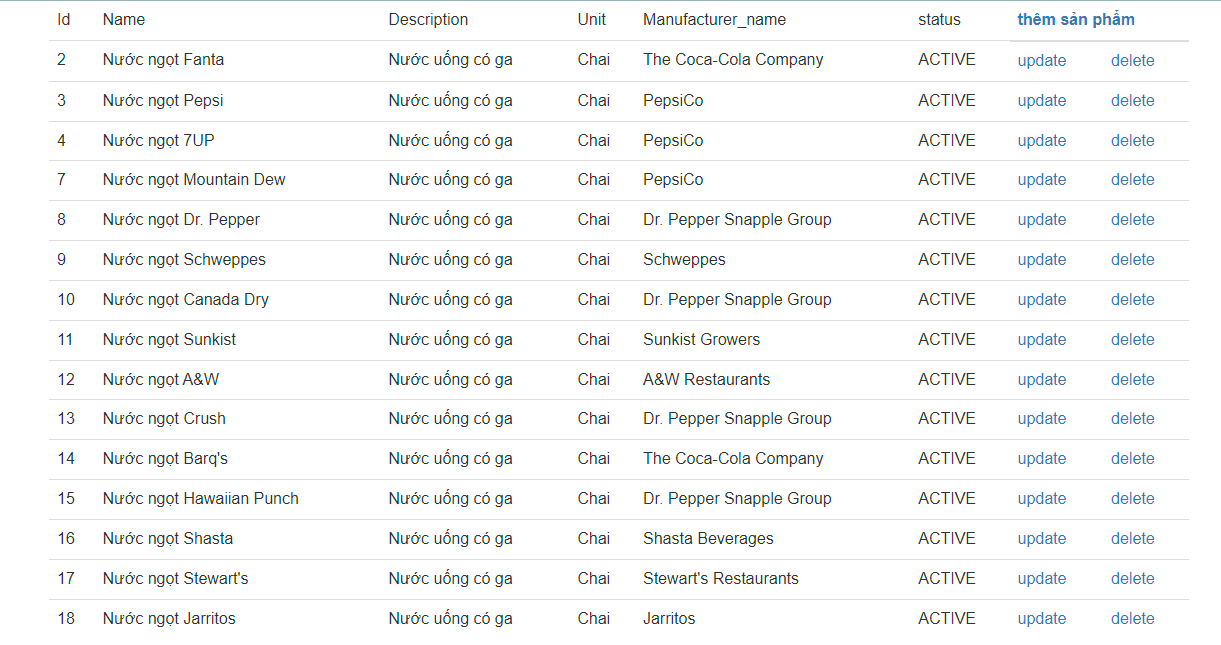 Id Name Description Unit Manufacturer_name status thêm sản phẩm
2 Nước ngọt Fanta Nước uống có ga Chai The Coca-Cola Company ACTIVE update delete
3 Nước ngọt Pepsi Nước uống có ga Chai PepsiCo ACTIVE update delete
4 Nước ngọt 7UP Nước uống có ga Chai PepsiCo ACTIVE update delete
7 Nước ngọt Mountain Dew Nước uống có ga Chai PepsiCo ACTIVE update delete
8 Nước ngọt Dr. Pepper Nước uống có ga Chai Dr. Pepper Snapple Group ACTIVE update delete
9 Nước ngọt Schweppes Nước uống có ga Chai Schweppes ACTIVE update delete
10 Nước ngọt Canada Dry Nước uống có ga Chai Dr. Pepper Snapple Group ACTIVE update delete
11 Nước ngọt Sunkist Nước uống có ga Chai Sunkist Growers ACTIVE update delete
12 Nước ngọt A&W Nước uống có ga Chai A&W Restaurants ACTIVE update delete
13 Nước ngọt Crush Nước uống có ga Chai Dr. Pepper Snapple Group ACTIVE update delete
14 Nước ngọt Barq's Nước uống có ga Chai The Coca-Cola Company ACTIVE update delete
15 Nước ngọt Hawaiian Punch Nước uống có ga Chai Dr. Pepper Snapple Group ACTIVE update delete
16 Nước ngọt Shasta Nước uống có ga Chai Shasta Beverages ACTIVE update delete
17 Nước ngọt Stewart's Nước uống có ga Chai Stewart's Restaurants ACTIVE update delete
18 Nước ngọt Jarritos Nước uống có ga Chai Jarritos ACTIVE update delete